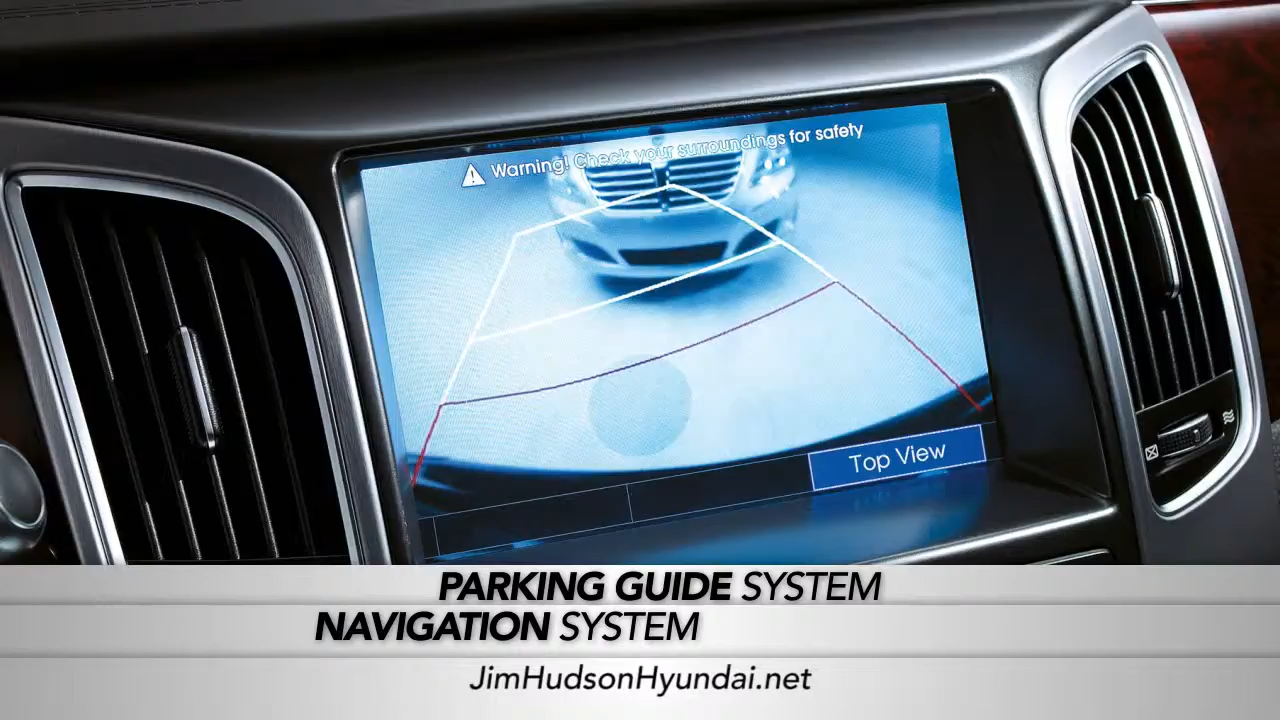 Warning! Check your surroundings for safety
Top View
PARKING GUIDE SYSTEM
NAVIGATION SYSTEM
JimHudsonHyundai.net